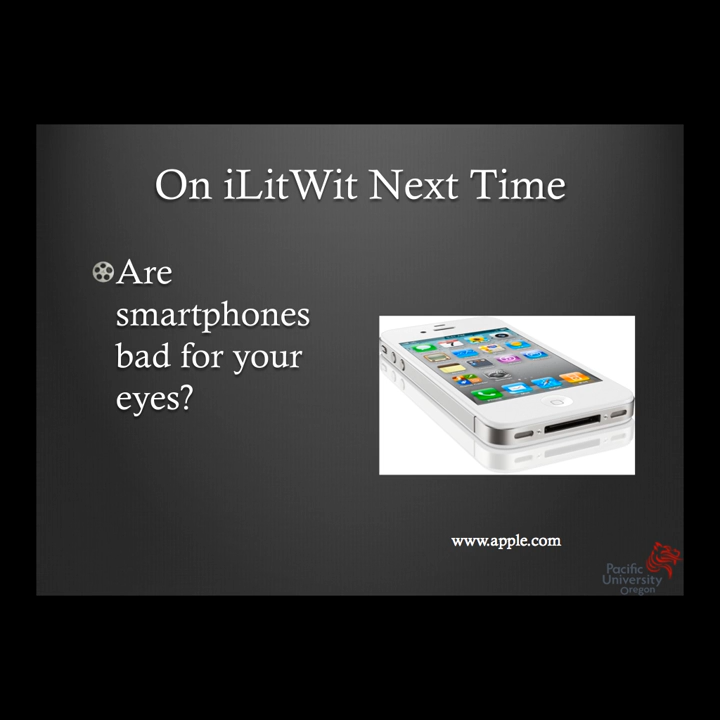 On iLitWit Next Time
Are
smartphones
bad for your
eyes?
www.apple.com
Pacific
University
Oregon